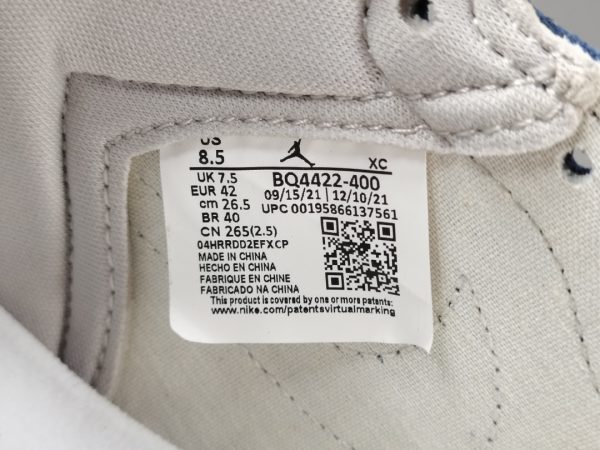 US
8.5
XC
UK 7.5
EUR 42
cm 26.5
BR 40
CN 265(2.5)
BQ4422-400
09/15/21 | 12/10/21
UPC 00195866137561
04HRRDD2EFXCP
MADE IN CHINA
HECHO EN CHINA
FABRIQUE EN CHINE
FABRICADO NA CHINA
This product is covered by one or more patents:
www.nike.com/patentsvirtualmarking